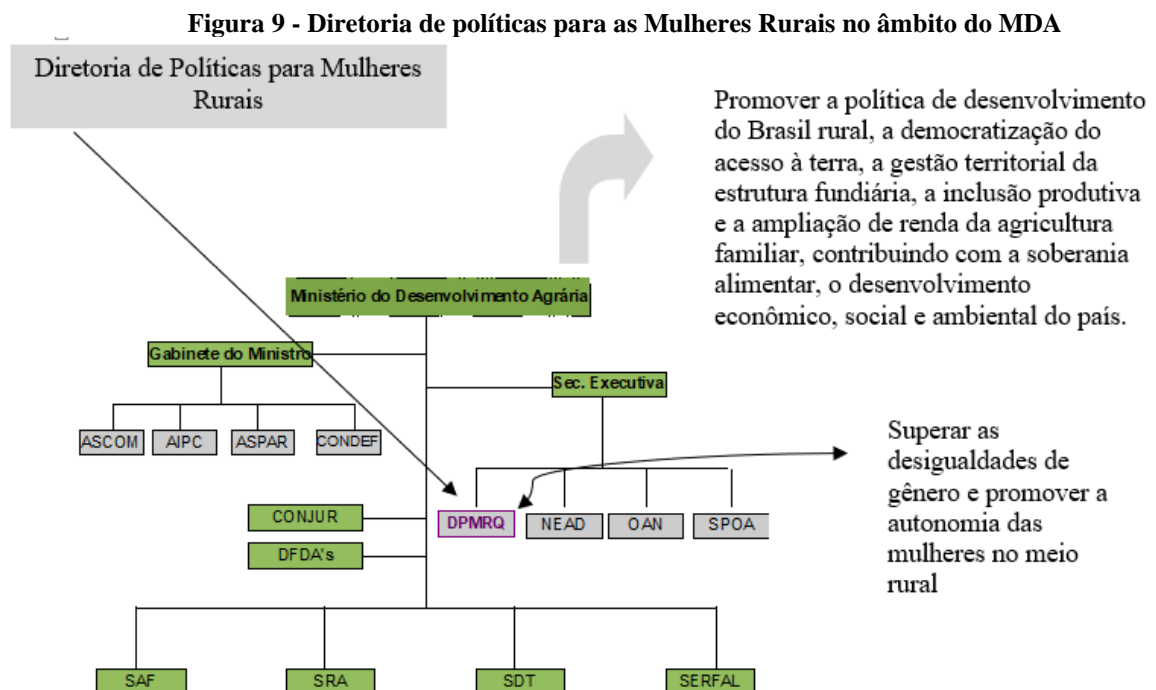 Figura 9 - Diretoria de políticas para as Mulheres Rurais no âmbito do MDA
Diretoria de Políticas para Mulheres
Rurais
Promover a política de desenvolvimento
do Brasil rural, a democratização do
acesso à terra, a gestão territorial da
estrutura fundiária, a inclusão produtiva
e a ampliação de renda da agricultura
familiar, contribuindo com a soberania
alimentar, o desenvolvimento
econômico, social e ambiental do país.
Ministério do Desenvolvimento Agrária
Gabinete do Ministro
Sec. Executiva
ASCOM
AIPC
ASPAR
CONDEF
Superar as
desigualdades de
gênero e promover a
autonomia das
mulheres no meio
rural
CONJUR
DPMRQ
NEAD
OAN
SPOA
DFDA's
SAF
SRA
SDT
SERFAL